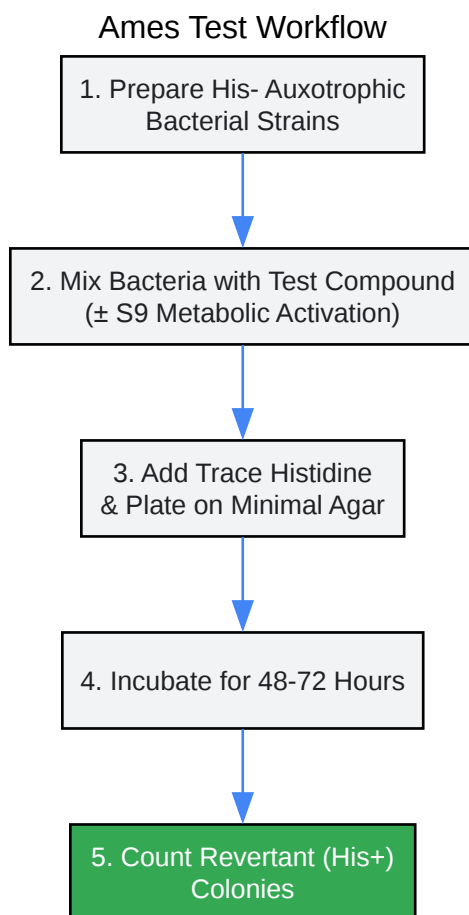 Ames Test Workflow
1. Prepare His- Auxotrophic
Bacterial Strains
2. Mix Bacteria with Test Compound
(± S9 Metabolic Activation)
3. Add Trace Histidine
& Plate on Minimal Agar
4. Incubate for 48-72 Hours
5. Count Revertant (His+)
Colonies